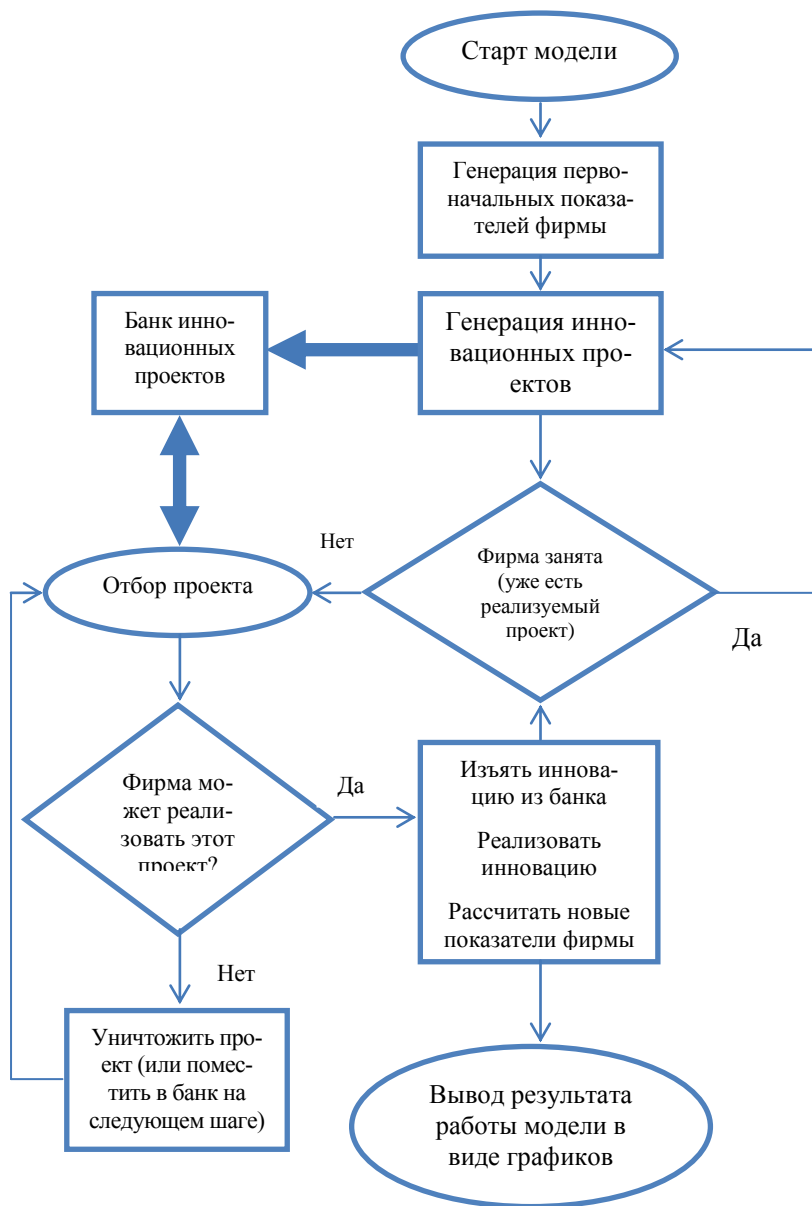 Старт модели
Генерация перво-
начальных показа-
телей фирмы
Банк инно-
вационных
проектов
Генерация инно-
вационных про-
ектов
Нет
Фирма занята
(уже есть
реализуемый
проект)
Отбор проекта
Да
Фирма мо-
жет реали-
зовать этот
проект?
Да
Изъять иннова-
цию из банка
Реализовать
инновацию
Рассчитать новые
показатели фирмы
Нет
Уничтожить про-
ект (или помес-
тить в банк на
следующем шаге)
Вывод результата
работы модели в
виде графиков